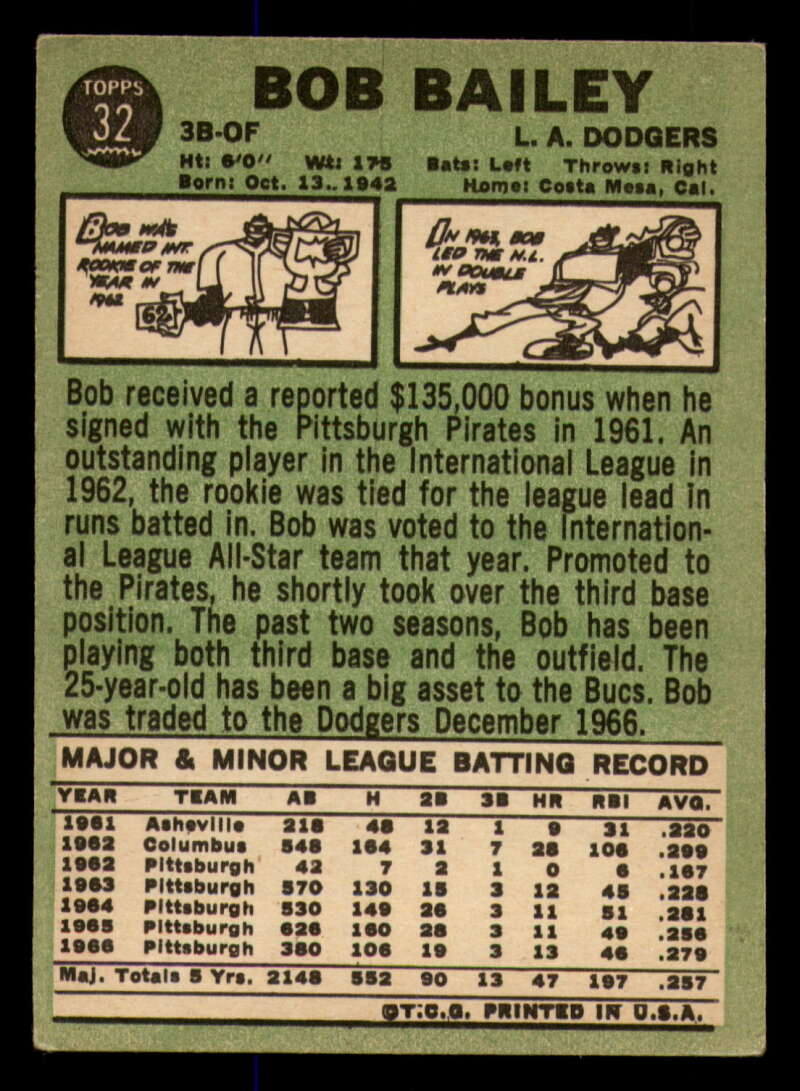 TOPPS
32
BOB BAILEY
3B-OF
L. A. DODGERS
Ht: 6'0" Wt: 175 Bats: Left Throws: Right
Born: Oct. 13., 1942 Home: Costa Mesa, Cal.
BOB WAS
NAMED INT.
ROOKIE OF THE
YEAR IN
1962
62
IN 1963, BOB
LED THE N.L.
IN DOUBLE
PLAYS
Bob received a reported $135,000 bonus when he
signed with the Pittsburgh Pirates in 1961. An
outstanding player in the International League in
1962, the rookie was tied for the league lead in
runs batted in. Bob was voted to the Internation-
al League All-Star team that year. Promoted to
the Pirates, he shortly took over the third base
position. The past two seasons, Bob has been
playing both third base and the outfield. The
25-year-old has been a big asset to the Bucs. Bob
was traded to the Dodgers December 1966.
MAJOR & MINOR LEAGUE BATTING RECORD
YEAR TEAM AB H 2B 3B HR RBI AVG.
1961 Asheville 218 48 12 1 9 31 .220
1962 Columbus 548 164 31 7 28 108 .299
1962 Pittsburgh 42 7 2 1 0 6 .167
1963 Pittsburgh 570 130 15 3 12 45 .228
1964 Pittsburgh 530 149 26 3 11 51 .281
1965 Pittsburgh 626 160 28 3 11 49 .256
1966 Pittsburgh 380 106 19 3 13 46 .279
Maj. Totals 5 Yrs. 2148 552 90 13 47 197 .257
©T.C.G. PRINTED IN U.S.A.